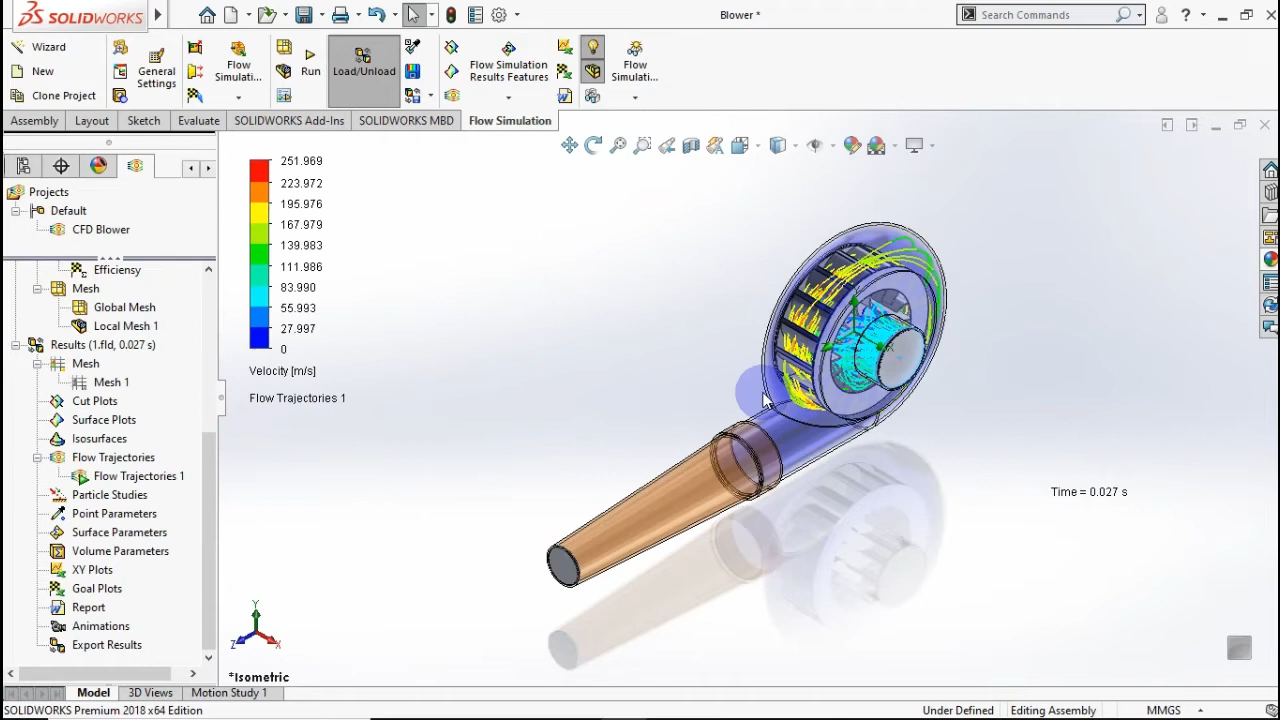 SOLIDWORKS
Blower *
Search Commands
Wizard
New
Clone Project
General
Settings
Flow
Simulati...
Run
Load/Unload
Flow Simulation
Results Features
Flow
Simulati...
Assembly
Layout
Sketch
Evaluate
SOLIDWORKS Add-Ins
SOLIDWORKS MBD
Flow Simulation
Projects
Default
CFD Blower
Efficiency
Mesh
Global Mesh
Local Mesh 1
Results (1.fld, 0.027 s)
Mesh
Mesh 1
Cut Plots
Surface Plots
Isosurfaces
Flow Trajectories
Flow Trajectories 1
Particle Studies
Point Parameters
Surface Parameters
Volume Parameters
XY Plots
Goal Plots
Report
Animations
Export Results
251.969
223.972
195.976
167.979
139.983
111.986
83.990
55.993
27.997
0
Velocity [m/s]
Flow Trajectories 1
Time = 0.027 s
Y
Z
X
*Isometric
Model
3D Views
Motion Study 1
SOLIDWORKS Premium 2018 x64 Edition
Under Defined
Editing Assembly
MMGS